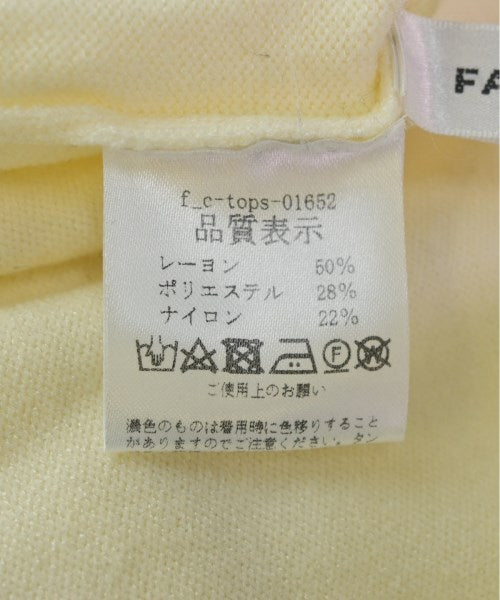 FA
f_c-tops-01652
品質表示
レーヨン 50%
ポリエステル 28%
ナイロン 22%
F W
ご使用上のお願い
濃色のものは着用時に色移りすること
がありますのでご注意ください。タン